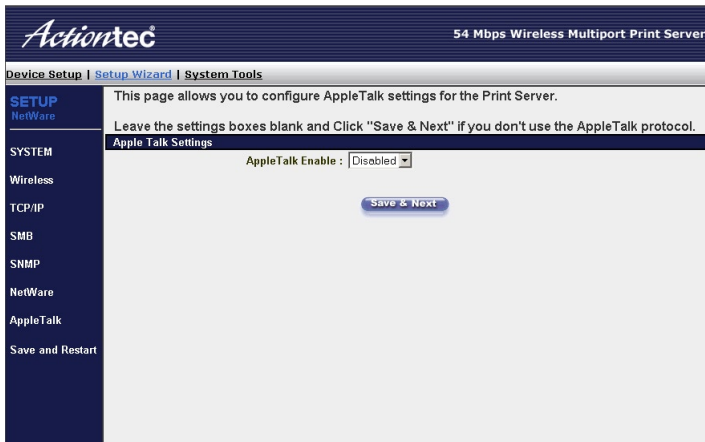 Actiontec
54 Mbps Wireless Multiport Print Server
Device Setup | Setup Wizard | System Tools
SETUP
NetWare
SYSTEM
Wireless
TCP/IP
SMB
SNMP
NetWare
AppleTalk
Save and Restart
This page allows you to configure AppleTalk settings for the Print Server.
Leave the settings boxes blank and Click "Save & Next" if you don't use the AppleTalk protocol.
Apple Talk Settings
AppleTalk Enable : Disabled
Save & Next